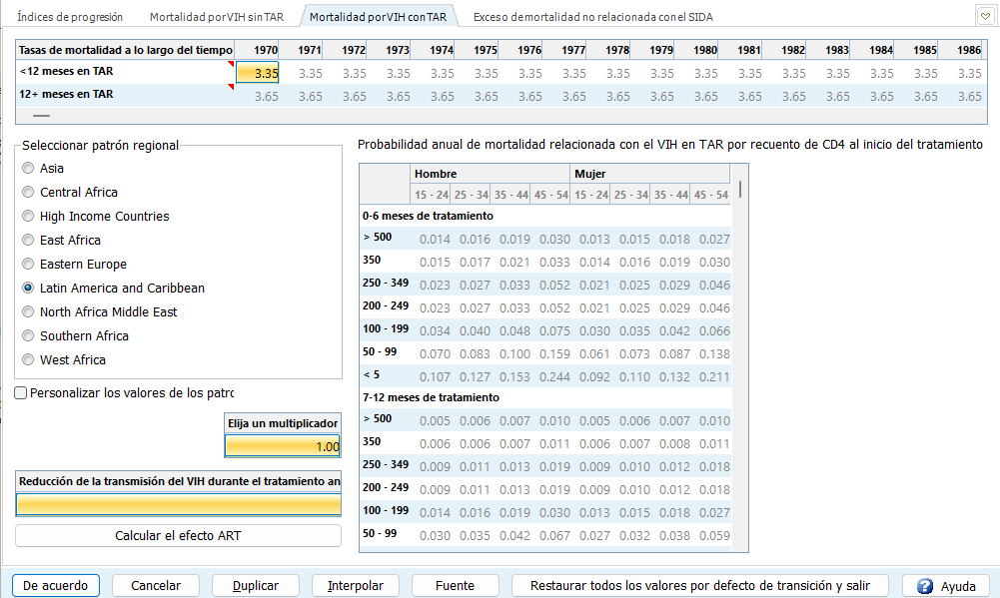 Índices de progresión Mortalidad por VIH sin TAR Mortalidad por VIH con TAR Exceso de mortalidad no relacionada con el SIDA
Tasas de mortalidad a lo largo del tiempo 1970 1971 1972 1973 1974 1975 1976 1977 1978 1979 1980 1981 1982 1983 1984 1985 1986
<12 meses en TAR 3.35 3.35 3.35 3.35 3.35 3.35 3.35 3.35 3.35 3.35 3.35 3.35 3.35 3.35 3.35 3.35 3.35
12+ meses en TAR 3.65 3.65 3.65 3.65 3.65 3.65 3.65 3.65 3.65 3.65 3.65 3.65 3.65 3.65 3.65 3.65 3.65
Seleccionar patrón regional
Asia
Central Africa
High Income Countries
East Africa
Eastern Europe
Latin America and Caribbean
North Africa Middle East
Southern Africa
West Africa
Personalizar los valores de los patrc
Elija un multiplicador
1.00
Reducción de la transmisión del VIH durante el tratamiento an
Calcular el efecto ART
Probabilidad anual de mortalidad relacionada con el VIH en TAR por recuento de CD4 al inicio del tratamiento
Hombre Mujer
15 - 24 25 - 34 35 - 44 45 - 54 15 - 24 25 - 34 35 - 44 45 - 54
0-6 meses de tratamiento
> 500 0.014 0.016 0.019 0.030 0.013 0.015 0.018 0.027
350 0.015 0.017 0.021 0.033 0.014 0.016 0.019 0.030
250 - 349 0.023 0.027 0.033 0.052 0.021 0.025 0.029 0.046
200 - 249 0.023 0.027 0.033 0.052 0.021 0.025 0.029 0.046
100 - 199 0.034 0.040 0.048 0.075 0.030 0.035 0.042 0.066
50 - 99 0.070 0.083 0.100 0.159 0.061 0.073 0.087 0.138
< 5 0.107 0.127 0.153 0.244 0.092 0.110 0.132 0.211
7-12 meses de tratamiento
> 500 0.005 0.006 0.007 0.010 0.005 0.006 0.007 0.010
350 0.006 0.006 0.007 0.011 0.006 0.007 0.008 0.011
250 - 349 0.009 0.011 0.013 0.019 0.009 0.010 0.012 0.018
200 - 249 0.009 0.011 0.013 0.019 0.009 0.010 0.012 0.018
100 - 199 0.014 0.016 0.019 0.030 0.013 0.015 0.018 0.027
50 - 99 0.030 0.035 0.042 0.067 0.027 0.032 0.038 0.059
De acuerdo Cancelar Duplicar Interpolar Fuente Restaurar todos los valores por defecto de transición y salir ? Ayuda